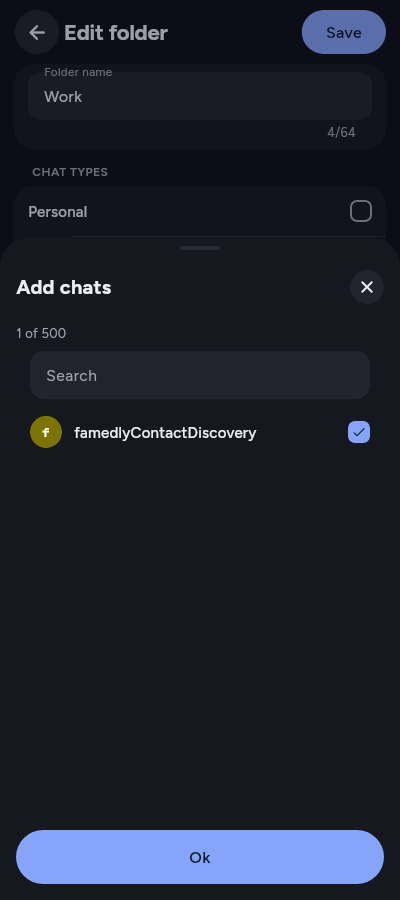 Edit folder
Save
Folder name
Work
4/64
CHAT TYPES
Personal
Add chats
1 of 500
Search
f
famedlyContactDiscovery
Ok